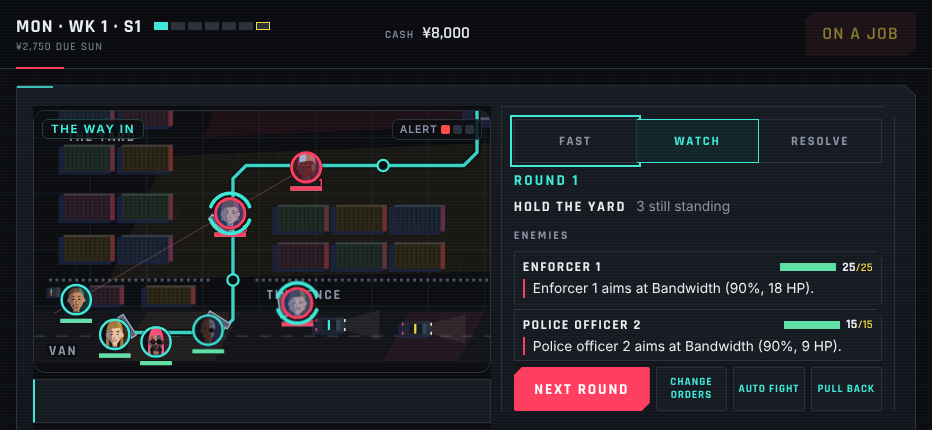 MON · WK 1 · S1
¥2,750 DUE SUN
CASH ¥8,000
ON A JOB
THE WAY IN
ALERT
THE YARD
VAN
FAST
WATCH
RESOLVE
ROUND 1
HOLD THE YARD 3 still standing
ENEMIES
ENFORCER 1 25/25
Enforcer 1 aims at Bandwidth (90%, 18 HP).
POLICE OFFICER 2 15/15
Police officer 2 aims at Bandwidth (90%, 9 HP).
NEXT ROUND
CHANGE ORDERS
AUTO FIGHT
PULL BACK